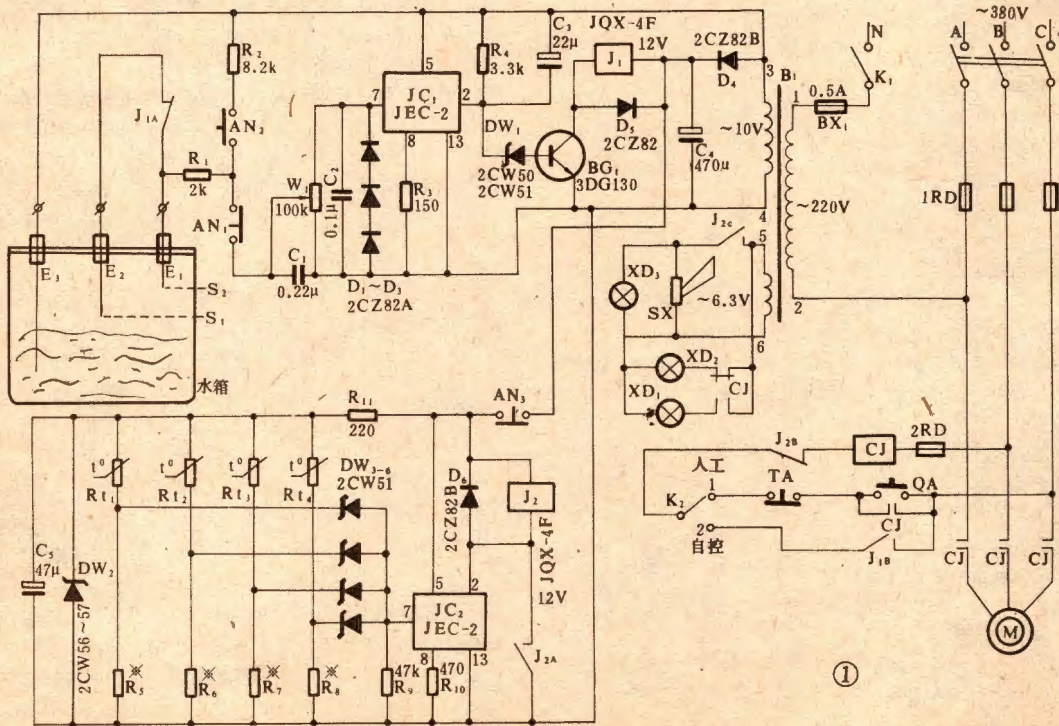 R₂
8.2k
J₁ₐ
AN₂
R₁
2k
AN₁
E₃
E₂
E₁
S₂
S₁
水箱
5
JC₁
JEC-2
7
2
8
13
W₁
100k
C₂
0.1μ
R₃
150
C₁
0.22μ
D₁~D₃
2CZ82A
R₄
3.3k
C₃
22μ
JQX-4F
J₁
12V
DW₁
2CW50
2CW51
BG₁
3DG130
D₅
2CZ82
2CZ82B
D₄
C₄
470μ
3
B₁
~10V
4
J₂c
5
~6.3V
6
XD₃
SX
XD₂
XD₁
CJ
1
~220V
2
0.5A
BX₁
N
K₁
~380V
A
B
C
1RD
2RD
CJ
J₂B
人工
1
K₂
2
自控
TA
QA
CJ
J₁B
CJ
CJ
CJ
M
R₁₁
220
AN₃
t°
Rt₁
t°
Rt₂
t°
Rt₃
t°
Rt₄
DW₃₋₆
2CW51
D₆
2CZ82B
J₂
JQX-4F
12V
C₅
47μ
DW₂
2CW56~57
5
2
7
JC₂
JEC-2
8
13
※
R₅
※
R₆
※
R₇
※
R₈
47k
R₉
470
R₁₀
J₂A
①